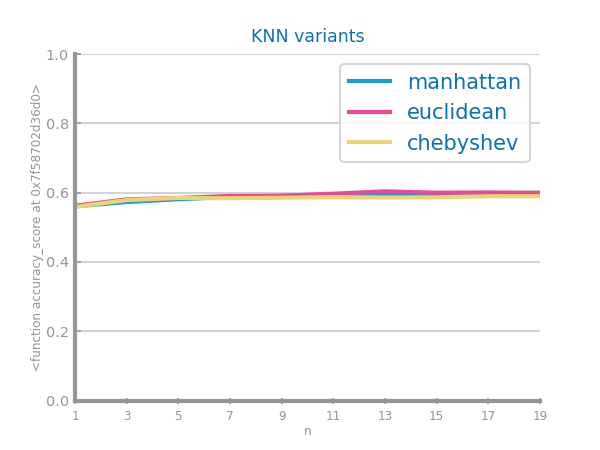 KNN variants
<function accuracy_score at 0x7f58702d36d0>
1.0
0.8
0.6
0.4
0.2
0.0
manhattan
euclidean
chebyshev
1 3 5 7 9 11 13 15 17 19
n